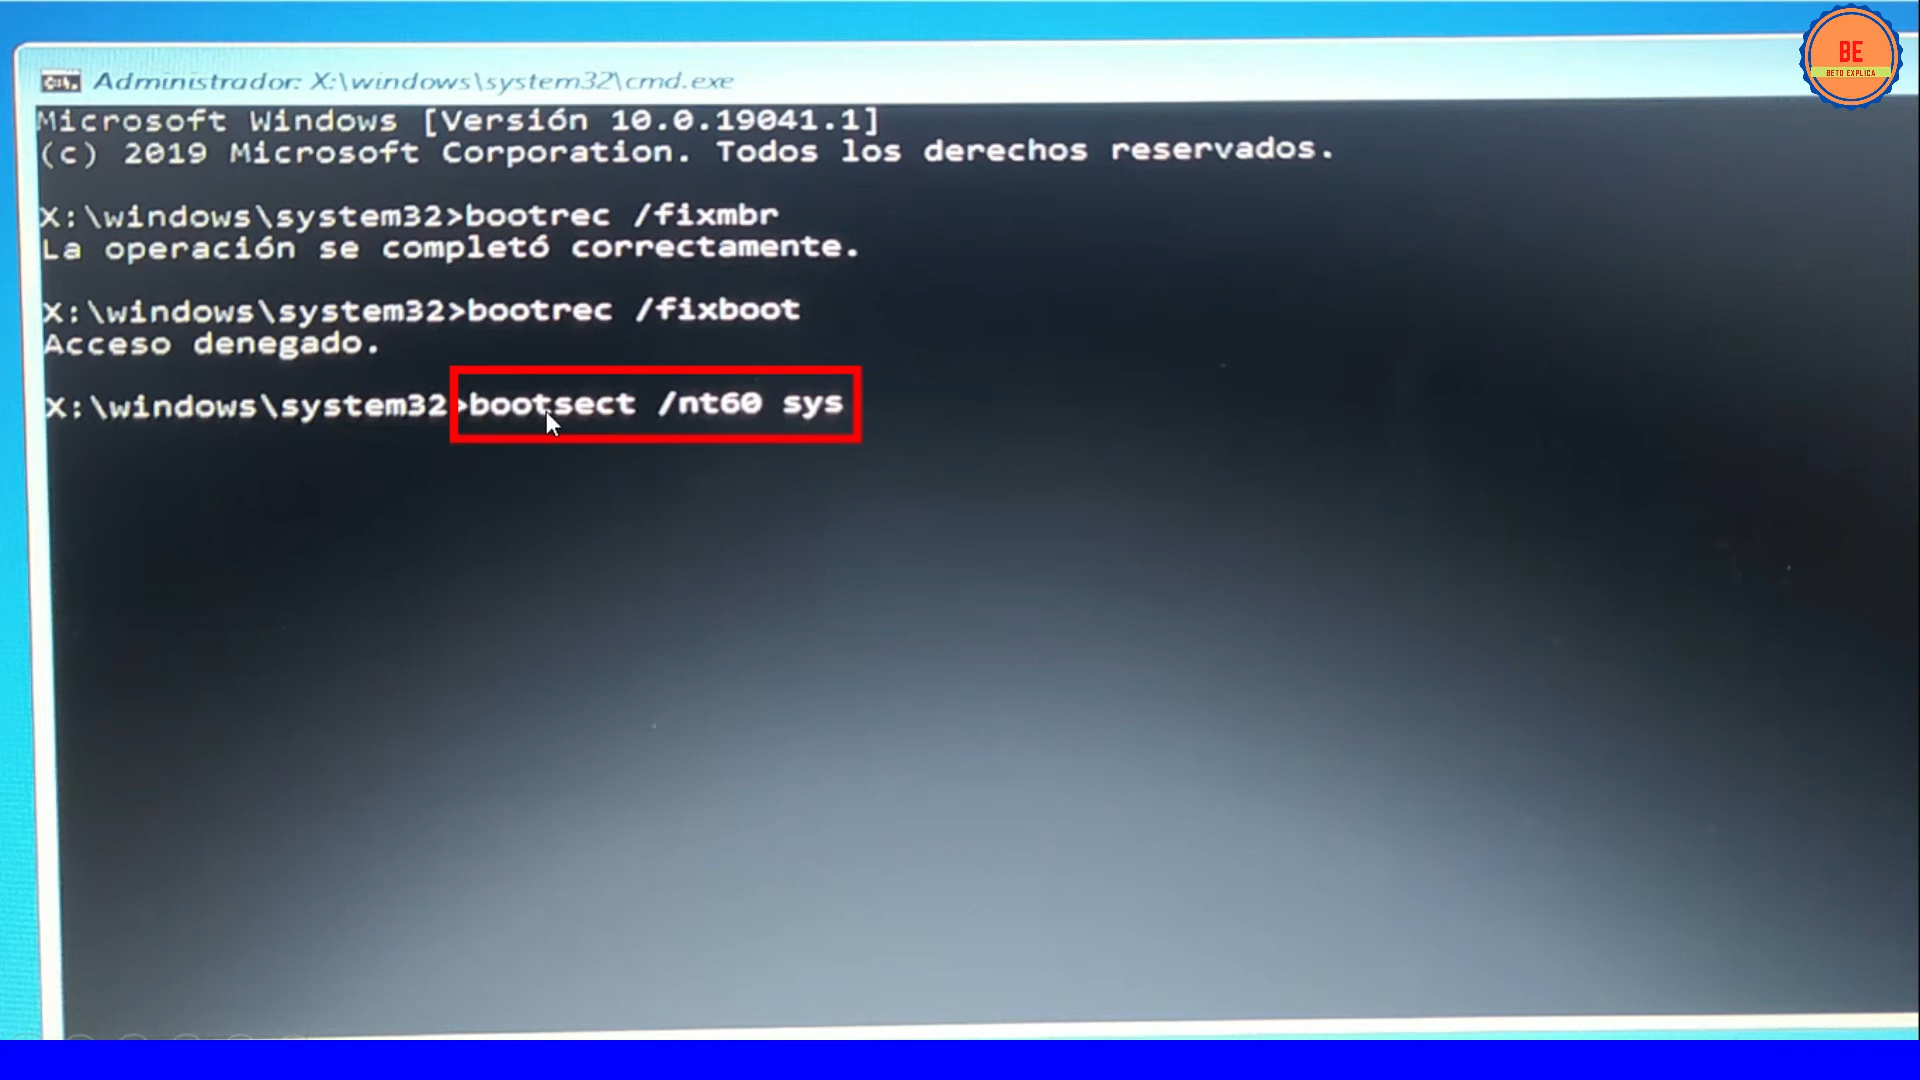 BE
BETO EXPLICA
Administrador: X:\windows\system32\cmd.exe
Microsoft Windows [Versión 10.0.19041.1]
(c) 2019 Microsoft Corporation. Todos los derechos reservados.
X:\windows\system32>bootrec /fixmbr
La operación se completó correctamente.
X:\windows\system32>bootrec /fixboot
Acceso denegado.
X:\windows\system32>bootsect /nt60 sys